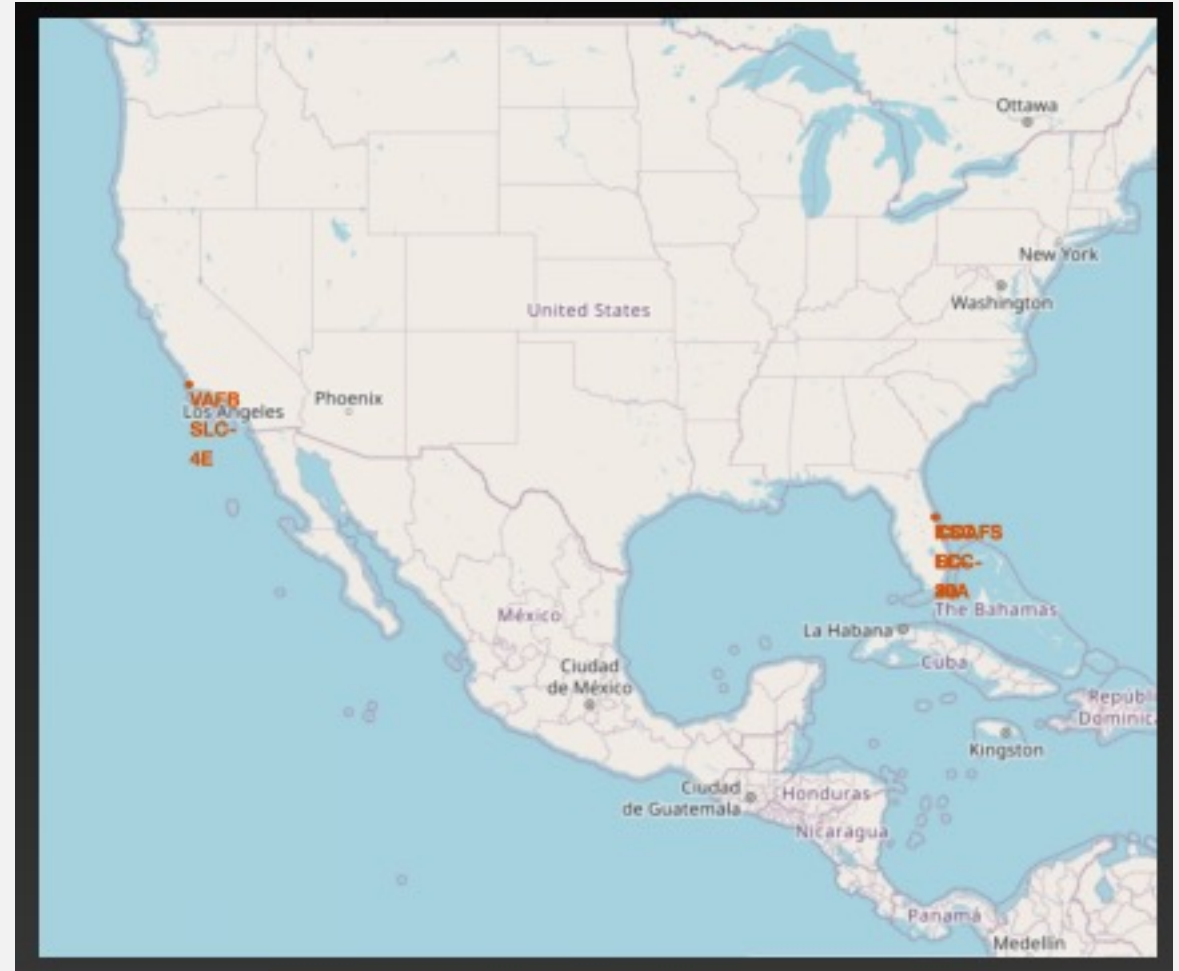 Ottawa
New York
Washington
United States
VAFB
Los Angeles
SLC-
4E
Phoenix
The Bahamas
México
La Habana
Cuba
Ciudad
de México
Kingston
Ciudad
de Guatemala
Honduras
Nicaragua
Panamá
Medellín